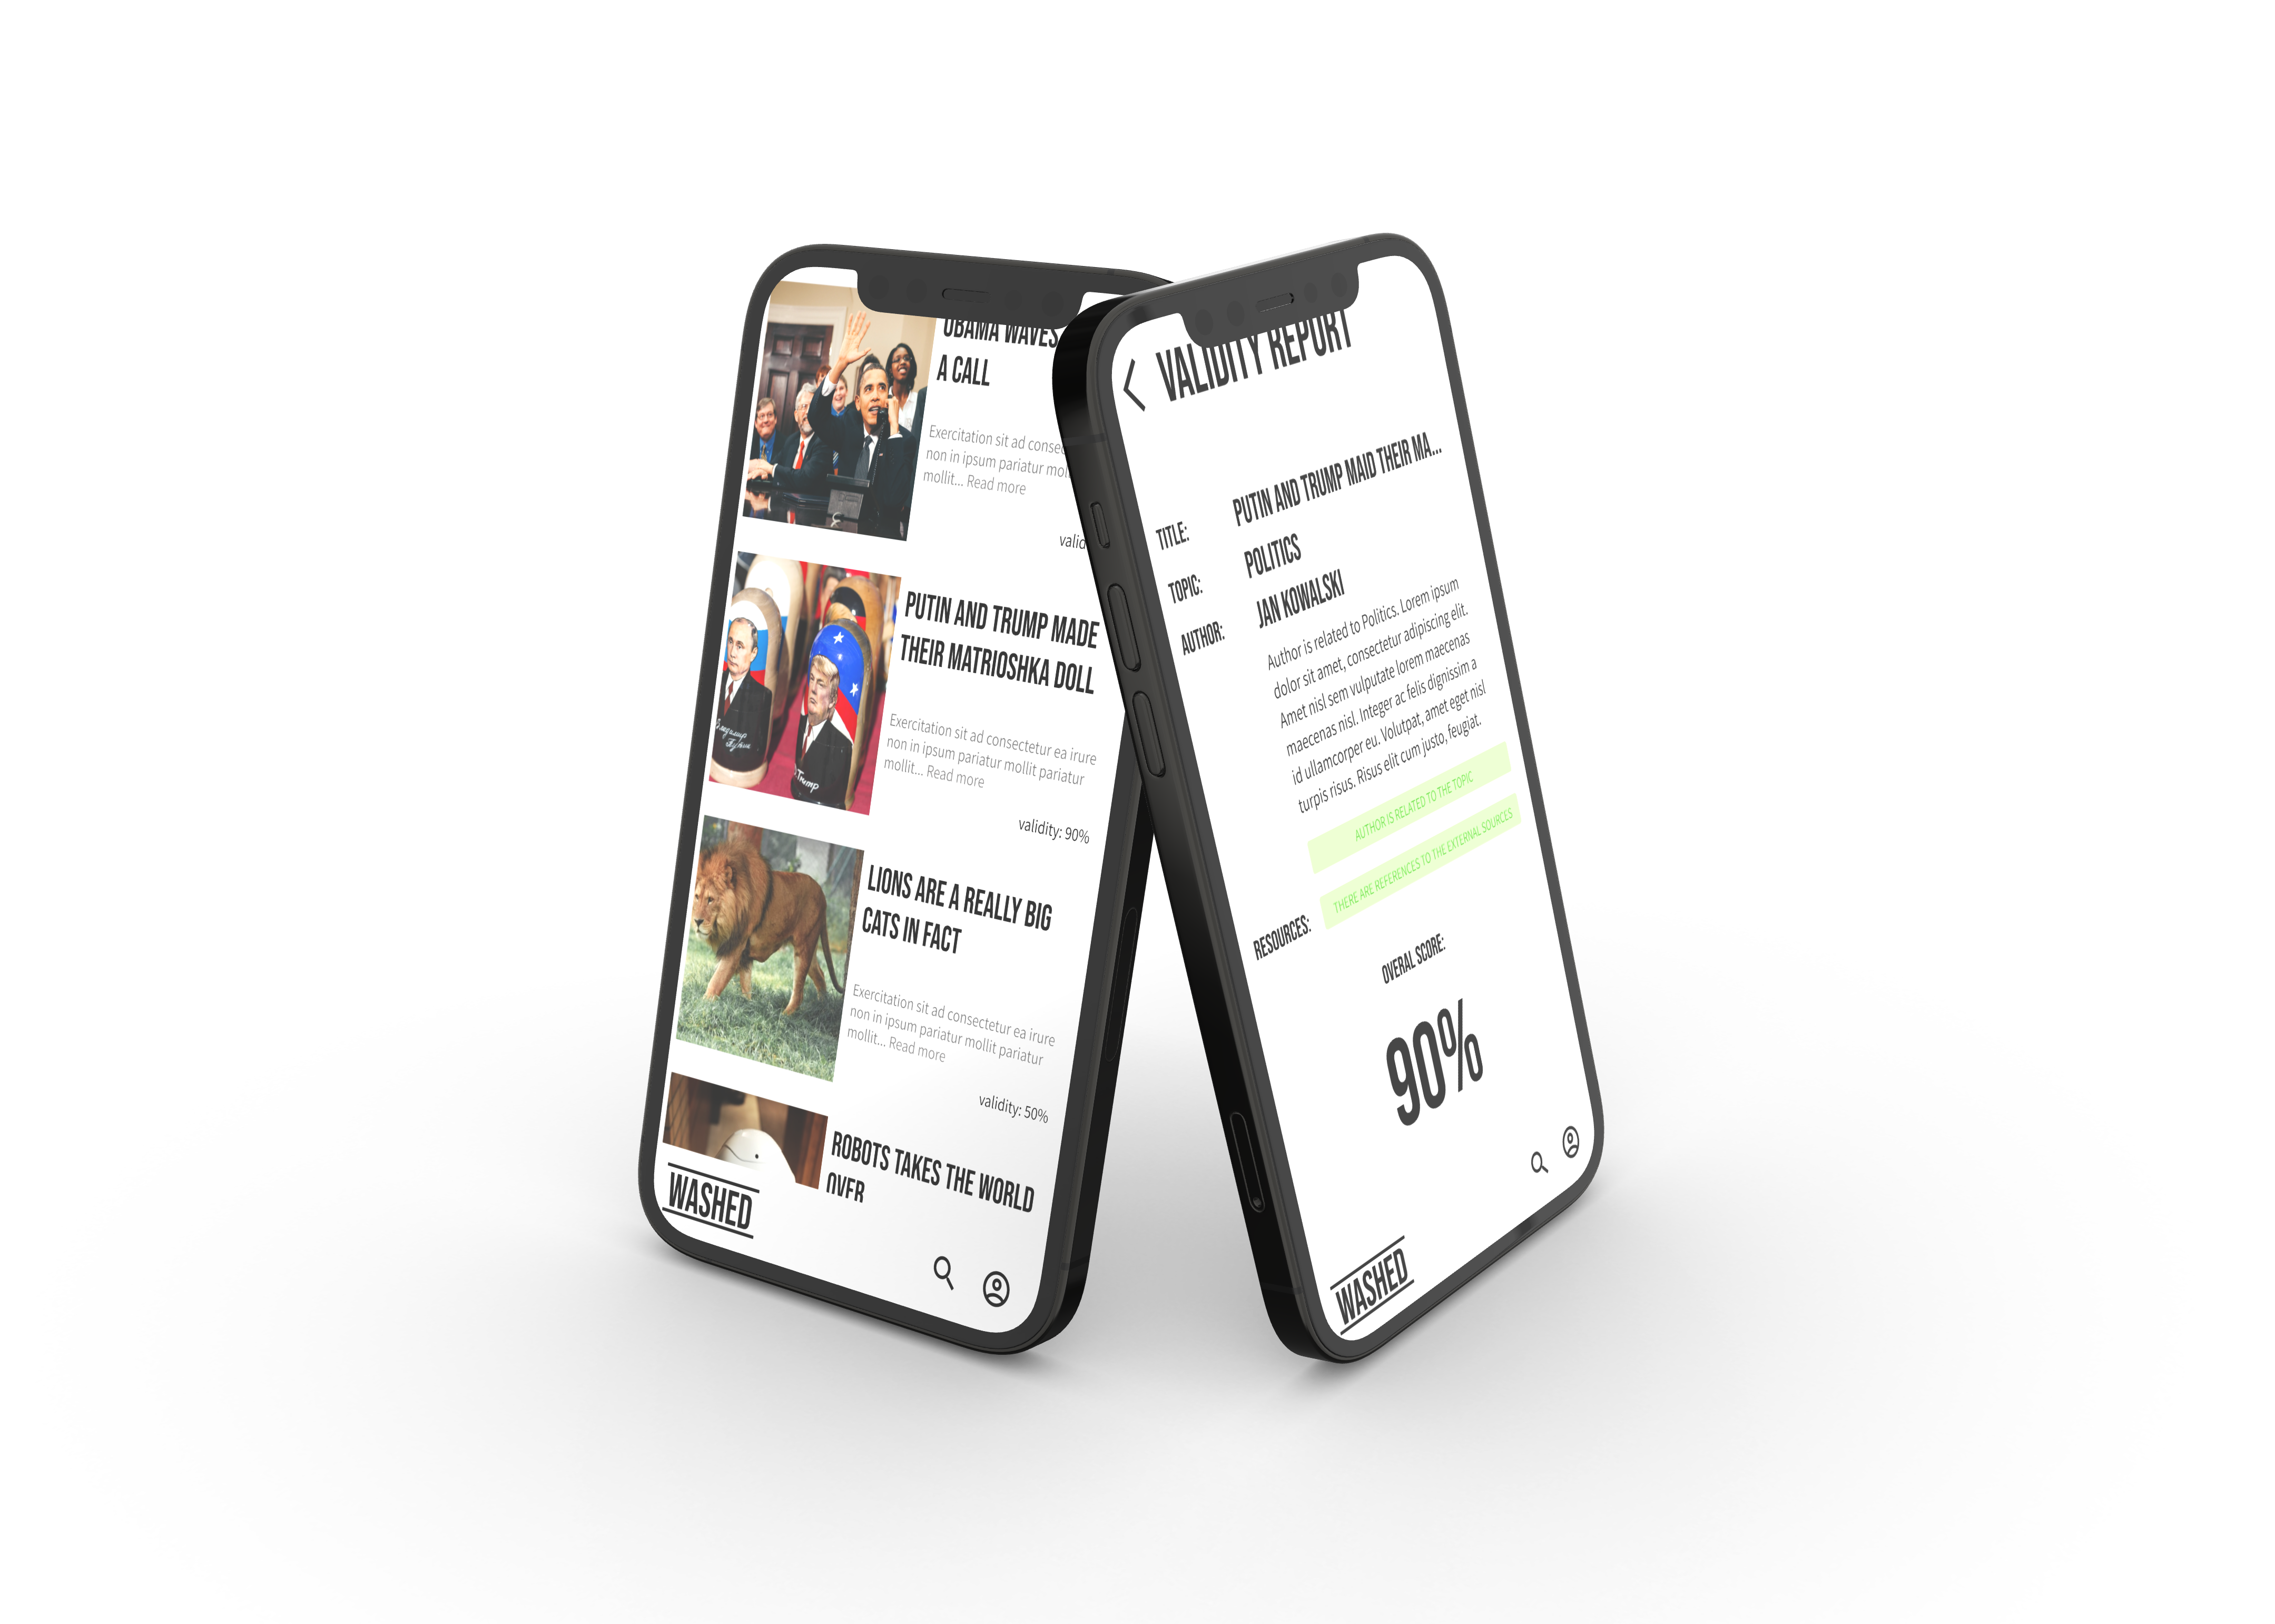 OBAMA WAVES
A CALL
Exercitation sit ad
non in ipsum pariatur
mollit... Read more
PUTIN AND TRUMP MADE
THEIR MATRIOSHKA DOLL
Exercitation sit ad consectetur ea irure
non in ipsum pariatur mollit pariatur
mollit... Read more
validity: 90%
Trump
LIONS ARE A REALLY BIG
CATS IN FACT
Exercitation sit ad consectetur ea irure
non in ipsum pariatur mollit pariatur
mollit... Read more
validity: 50%
ROBOTS TAKES THE WORLD
OVER
WASHED
VALIDITY REPORT
TITLE: PUTIN AND TRUMP MAID THEIR MA...
TOPIC: POLITICS
AUTHOR: JAN KOWALSKI
Author is related to Politics. Lorem ipsum
dolor sit amet, consectetur adipiscing elit.
Amet nisl sem vulputate lorem maecenas
maecenas nisl. Integer ac felis dignissim a
id ullamcorper eu. Volutpat, amet eget nisl
turpis risus. Risus elit cum justo, feugiat.
AUTHOR IS RELATED TO THE TOPIC
RESOURCES: THERE ARE REFERENCES TO THE EXTERNAL SOURCES
OVERAL SCORE:
90%
WASHED